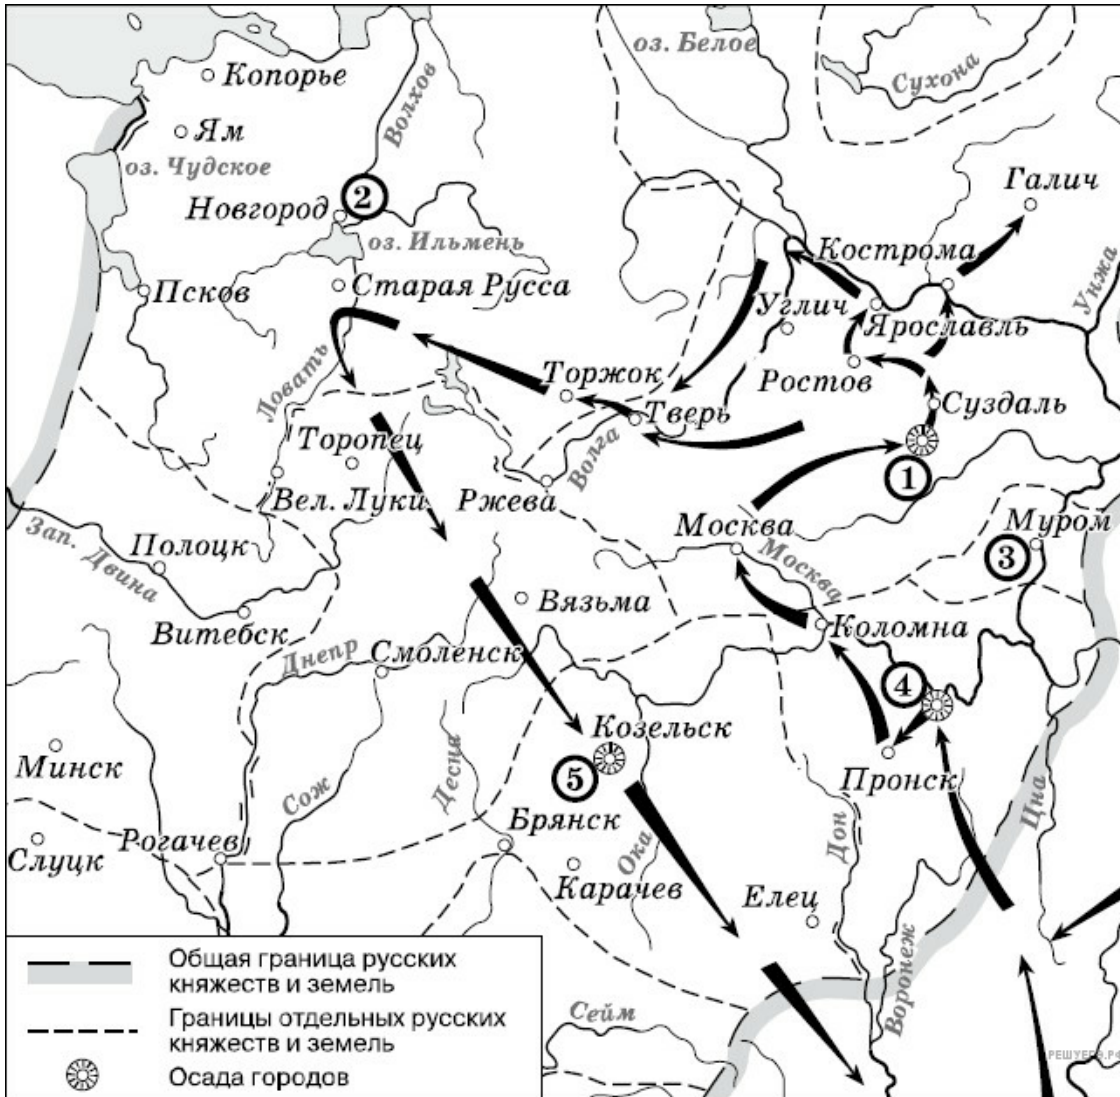 оз. Белое
Сухона
Копорье
Волхов
Ям
оз. Чудское
Галич
2
Новгород
оз. Ильмень
Кострома
Унжа
Псков
Старая Русса
Углич
Ярославль
Ловать
Торжок
Ростов
Тверь
Суздаль
Торопец
Волга
Вел. Луки
Ржева
1
Зап. Двина
Полоцк
Москва
Москва
Муром
3
Вязьма
Витебск
Коломна
Днепр
Смоленск
4
Козельск
Минск
Сож
Десна
5
Пронск
Цна
Слуцк
Рогачев
Брянск
Ока
Дон
Карачев
Елец
Воронеж
Сейм
Общая граница русских
княжеств и земель
Границы отдельных русских
княжеств и земель
Осада городов
РЕШУЕГЭ.РФ